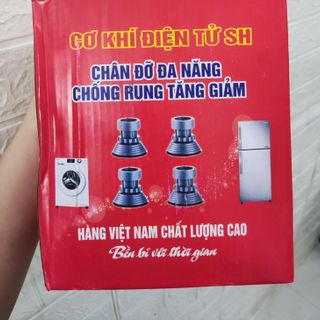 CƠ KHÍ ĐIỆN TỬ SH
CHÂN ĐỠ ĐA NĂNG
CHỐNG RUNG TĂNG GIẢM
HÀNG VIỆT NAM CHẤT LƯỢNG CAO
Bền bỉ với thời gian